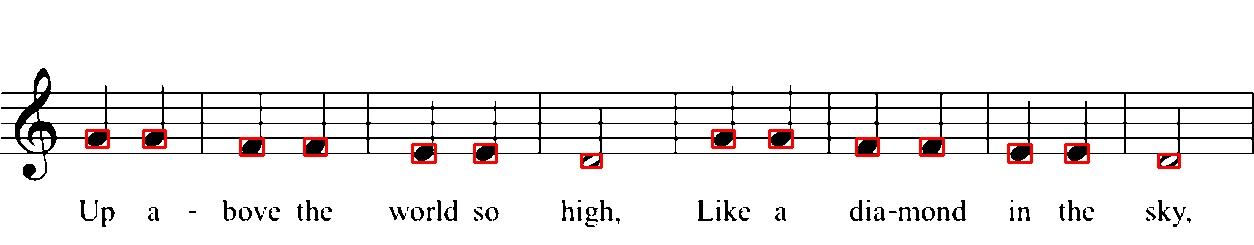 Up a - bove the world so high, Like a dia-mond in the sky,